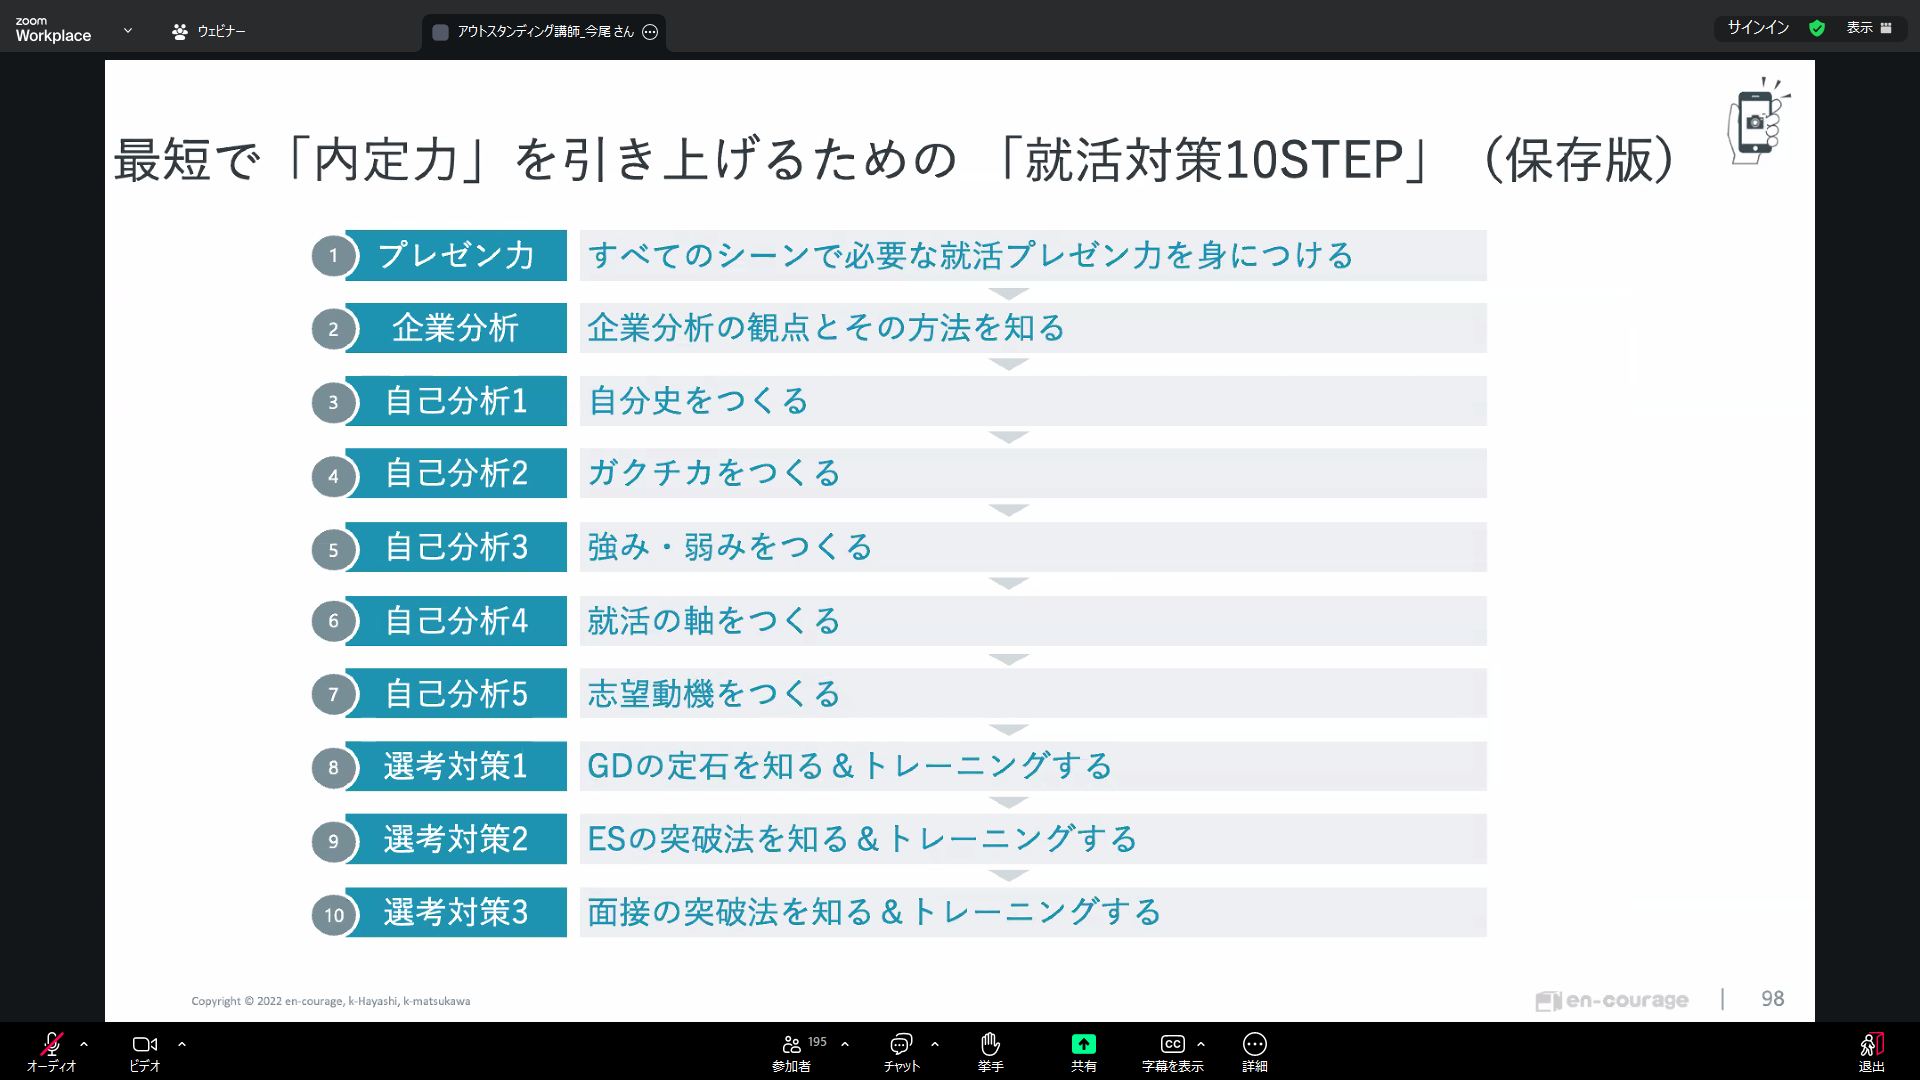 zoom
Workplace
ウェビナー
アウトスタンディング講師_今尾 さん
サインイン
表示
最短で「内定力」を引き上げるための「就活対策10STEP」（保存版）
1 プレゼン力 すべてのシーンで必要な就活プレゼン力を身につける
2 企業分析 企業分析の観点とその方法を知る
3 自己分析1 自分史をつくる
4 自己分析2 ガクチカをつくる
5 自己分析3 強み・弱みをつくる
6 自己分析4 就活の軸をつくる
7 自己分析5 志望動機をつくる
8 選考対策1 GDの定石を知る＆トレーニングする
9 選考対策2 ESの突破法を知る＆トレーニングする
10 選考対策3 面接の突破法を知る＆トレーニングする
Copyright © 2022 en-courage, k-Hayashi, k-matsukawa
en-courage | 98
オーディオ
ビデオ
参加者 195
チャット
挙手
共有
CC 字幕を表示
詳細
退出